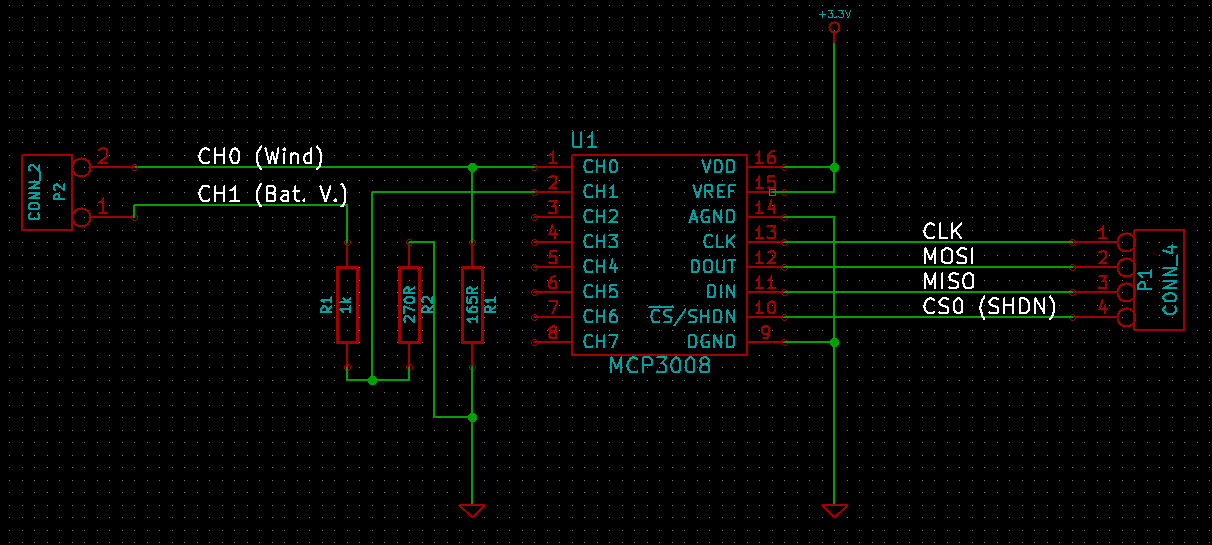 +3.3V
U1
CH0 (Wind)
CH1 (Bat. V.)
CONN_2
P2
2
1
1 CH0 VDD 16
2 CH1 VREF 15
3 CH2 AGND 14
4 CH3 CLK 13
5 CH4 DOUT 12
6 CH5 DIN 11
7 CH6 CS/SHDN 10
8 CH7 DGND 9
MCP3008
R1
1k
270R
R2
165R
R1
CLK
MOSI
MISO
CS0 (SHDN)
1
2
3
4
P1
CONN_4